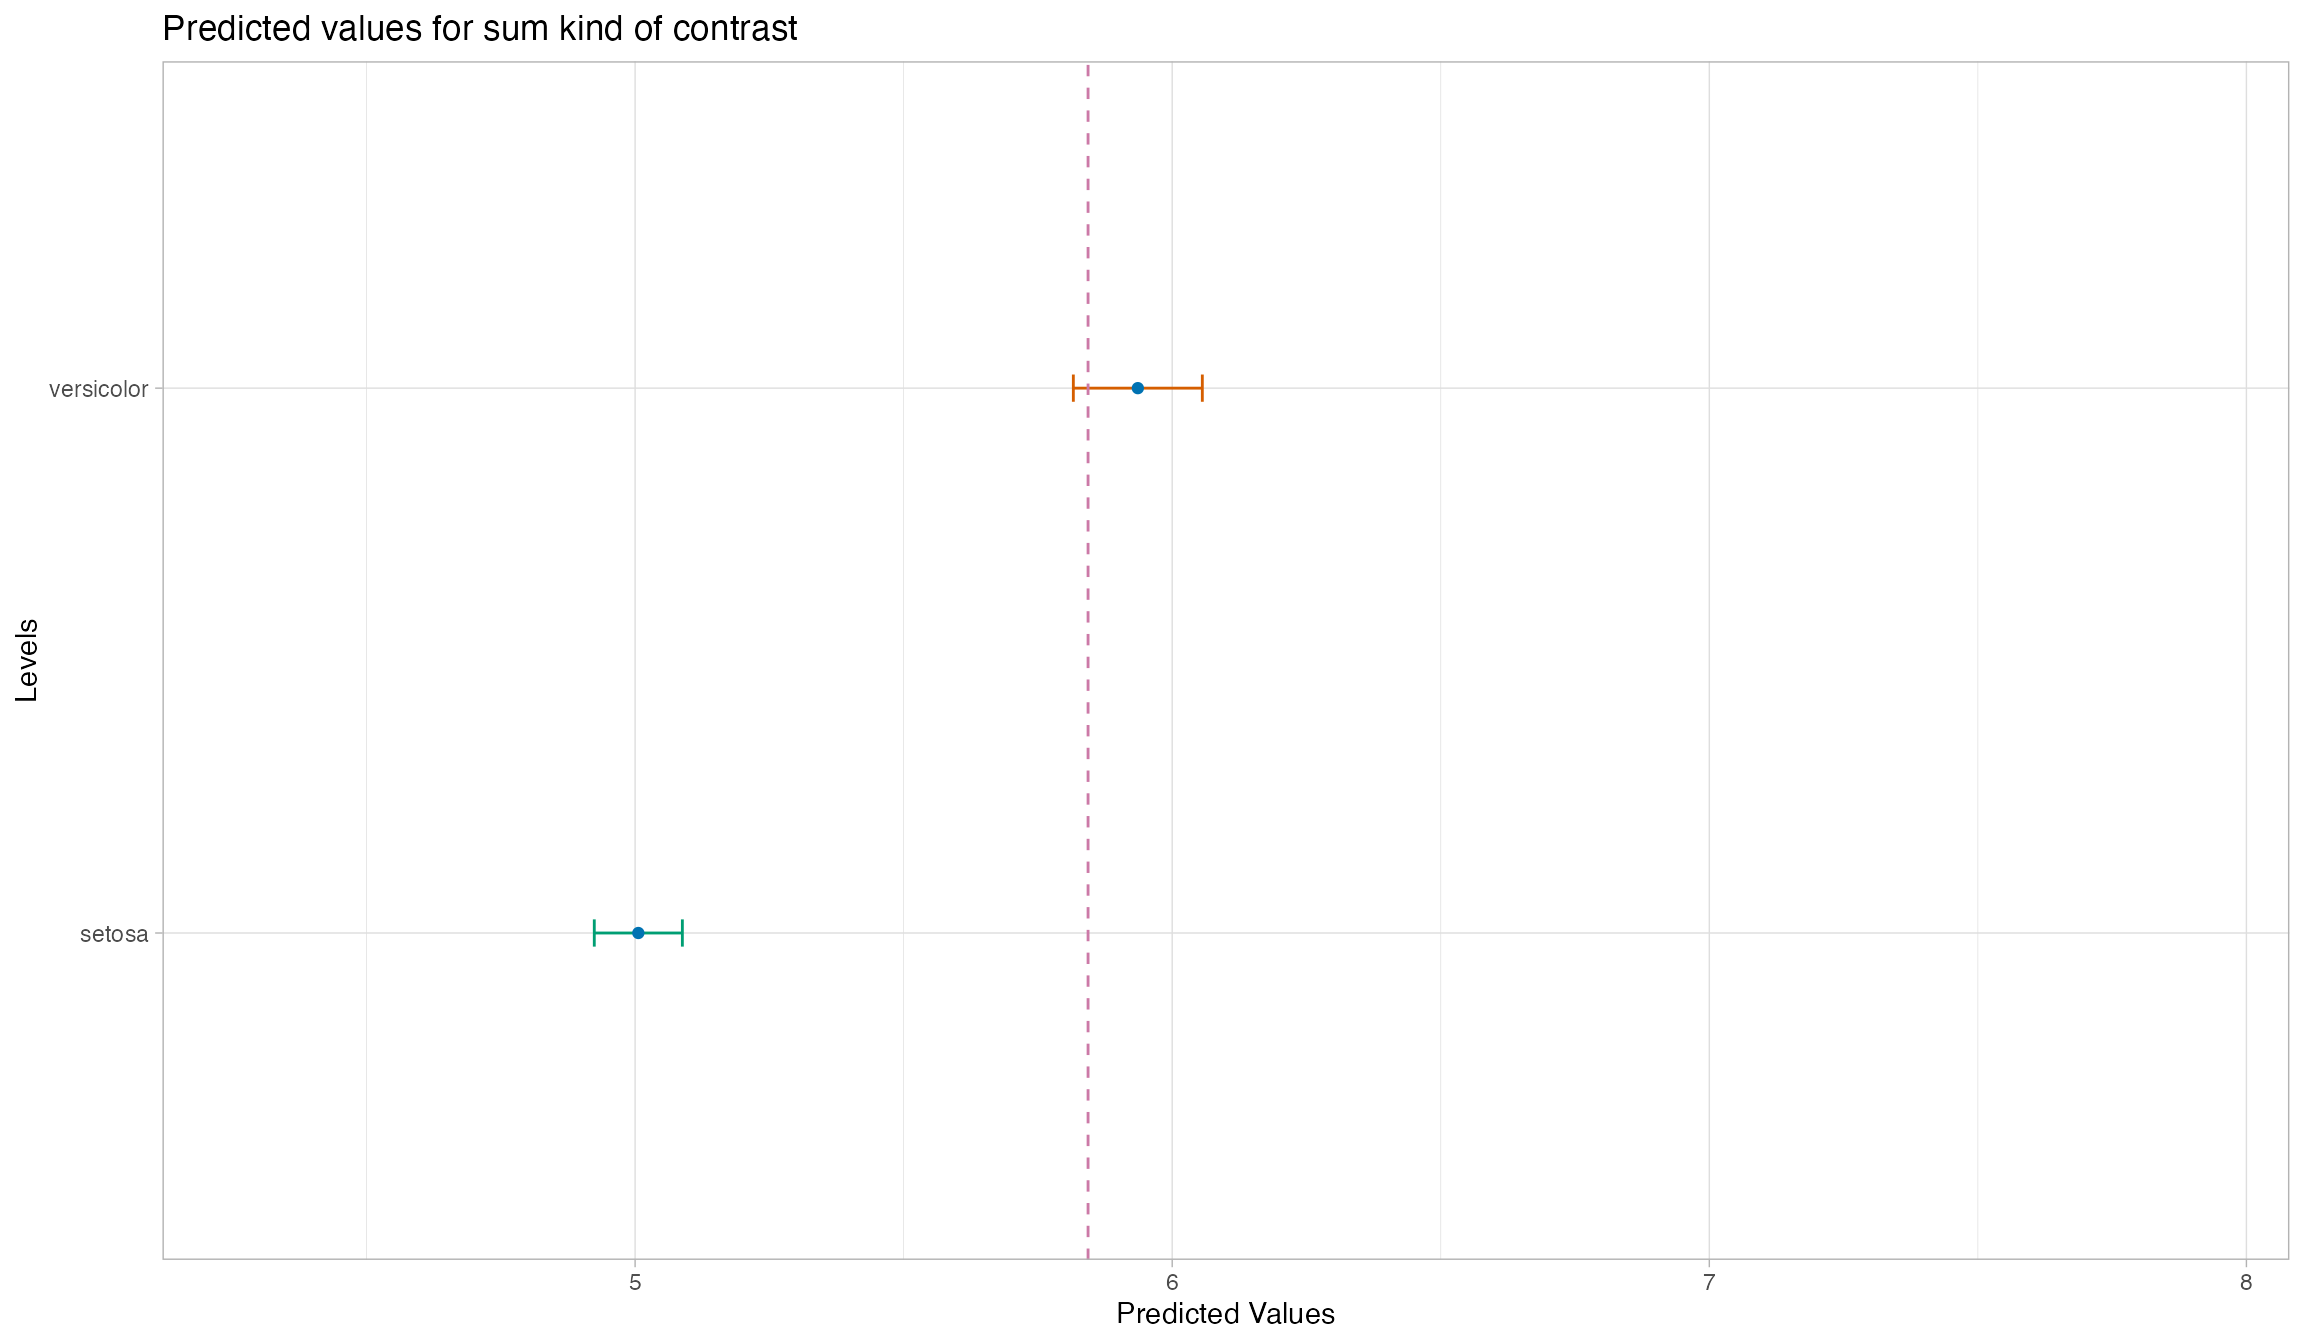 Predicted values for sum kind of contrast
versicolor
Levels
setosa
5
6
7
8
Predicted Values